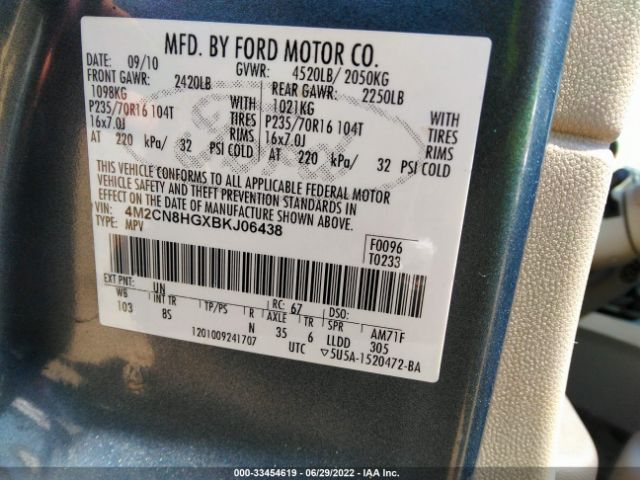 MFD. BY FORD MOTOR CO.
DATE: 09/10 GVWR: 4520LB/ 2050KG
FRONT GAWR: 2420LB REAR GAWR: 2250LB
1098KG WITH 1021KG WITH
P235/70R16 104T TIRES P235/70R16 104T TIRES
16x7.0J RIMS 16x7.0J RIMS
AT 220 kPa/ 32 PSI COLD AT 220 kPa/ 32 PSI COLD
THIS VEHICLE CONFORMS TO ALL APPLICABLE FEDERAL MOTOR
VEHICLE SAFETY AND THEFT PREVENTION STANDARDS IN
EFFECT ON THE DATE OF MANUFACTURE SHOWN ABOVE.
VIN: 4M2CN8HGXBKJ06438
TYPE: MPV
F0096
T0233
EXT PNT: UN RC: 67 DSO:
WB INT TR TP/PS R AXLE TR SPR
103 BS N 35 6 LLDD AM71F 305
1201009241707 UTC ▽5U5A-1520472-BA
000-33454619 - 06/29/2022 - IAA Inc.